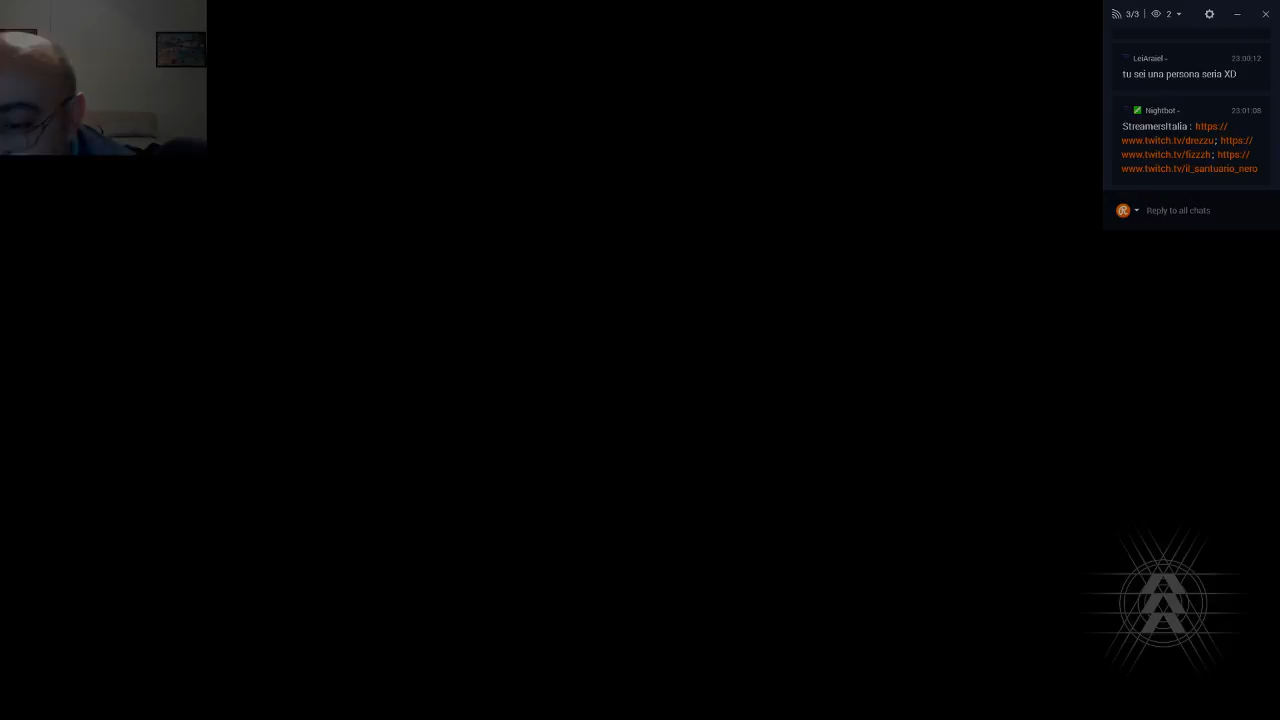 3/3 2
LeiAraiel
23:00:12
tu sei una persona seria XD
Nightbot
23:01:08
StreamersItalia : https://
www.twitch.tv/drezzu; https://
www.twitch.tv/fizzzh; https://
www.twitch.tv/il_santuario_nero
Reply to all chats